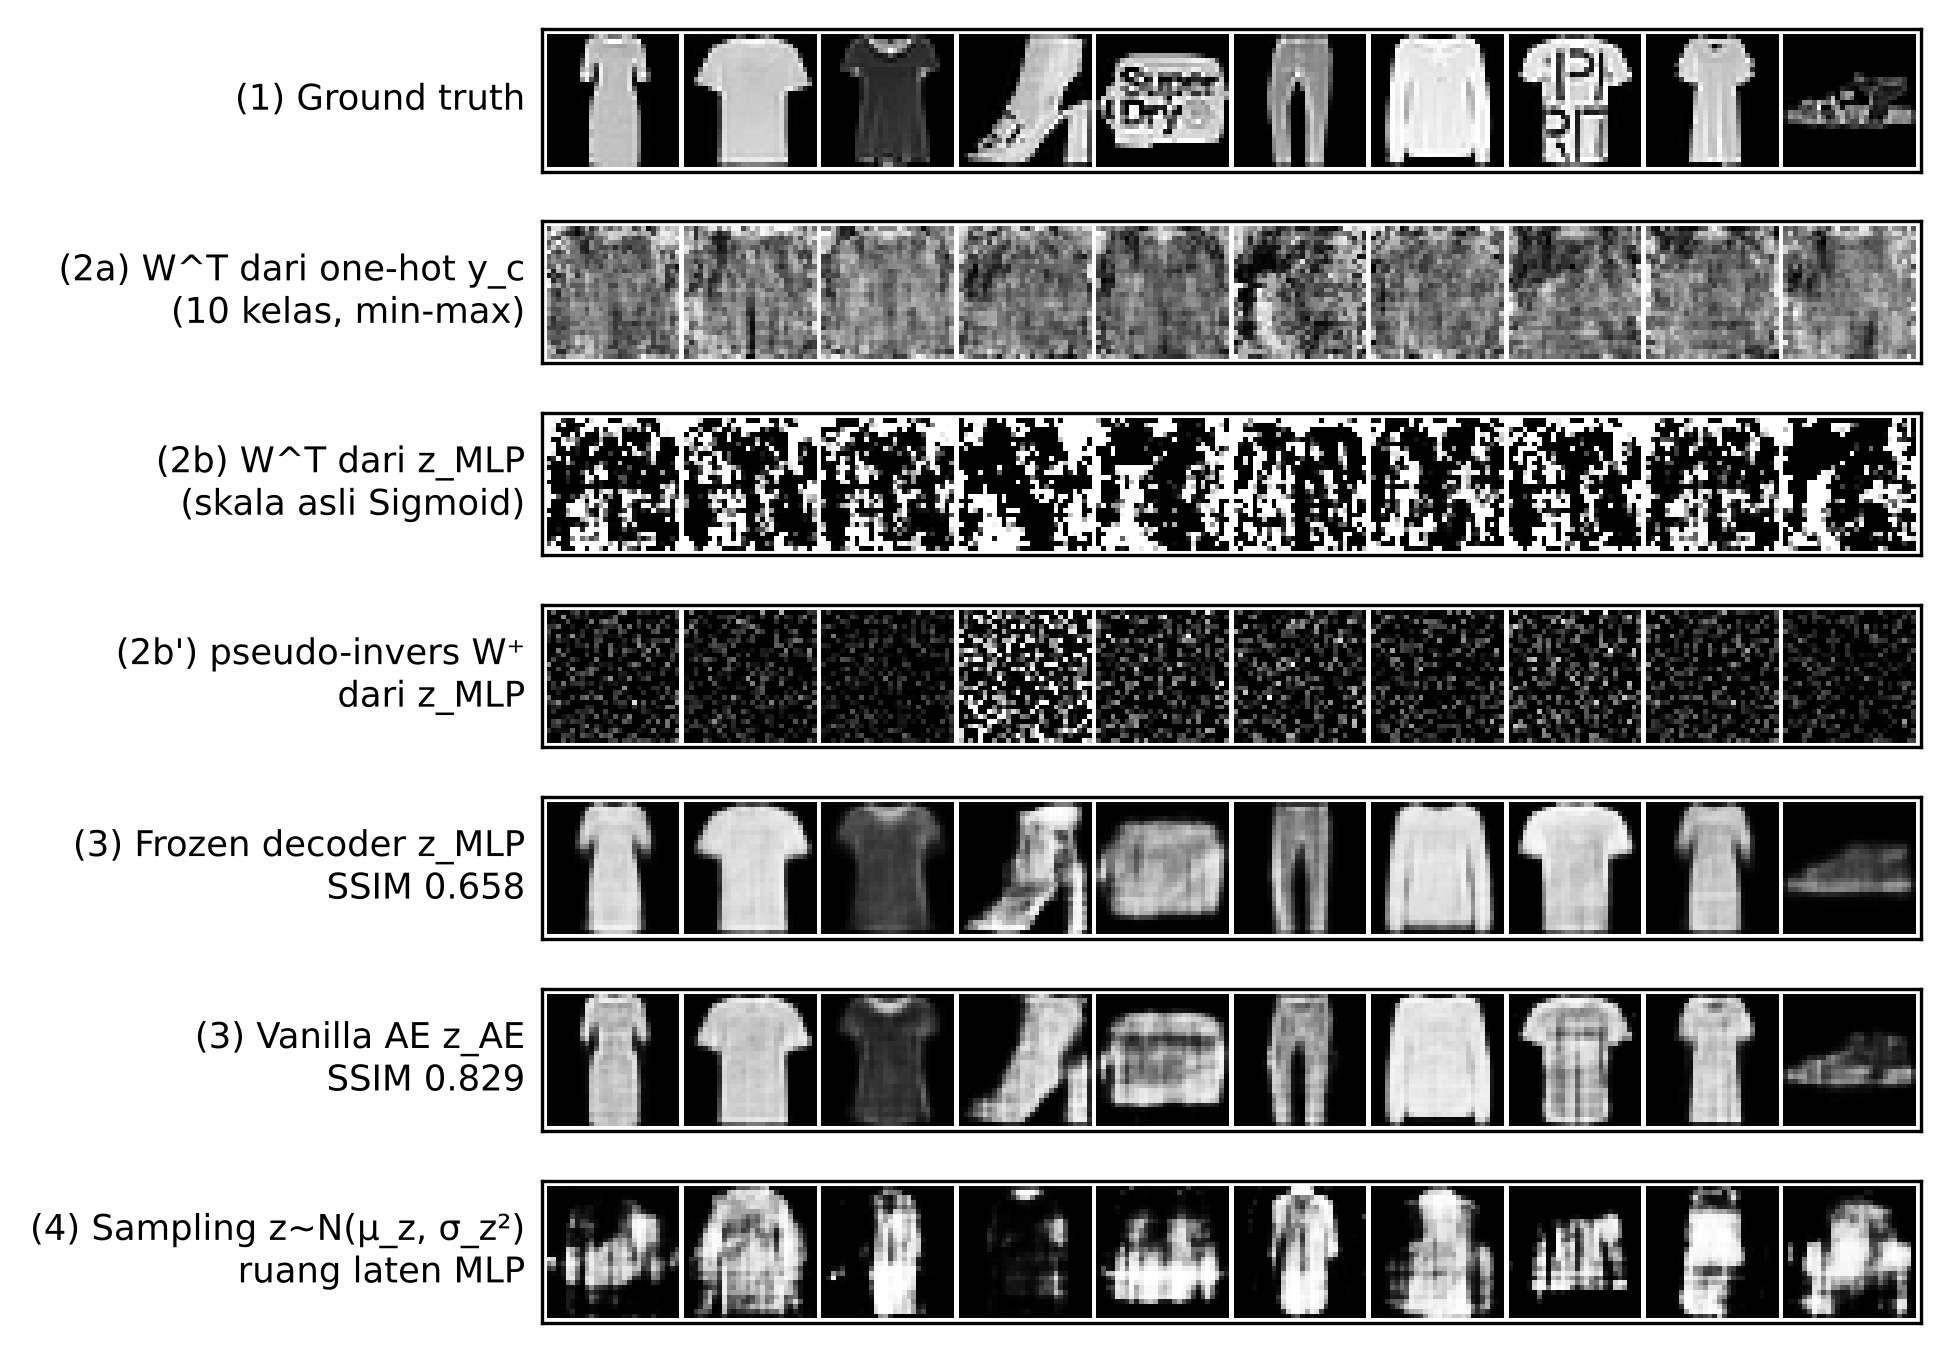 (1) Ground truth
Super
Dry
(2a) W^T dari one-hot y_c
(10 kelas, min-max)
(2b) W^T dari z_MLP
(skala asli Sigmoid)
(2b') pseudo-invers W⁺
dari z_MLP
(3) Frozen decoder z_MLP
SSIM 0.658
(3) Vanilla AE z_AE
SSIM 0.829
(4) Sampling z~N(μ_z, σ_z²)
ruang laten MLP